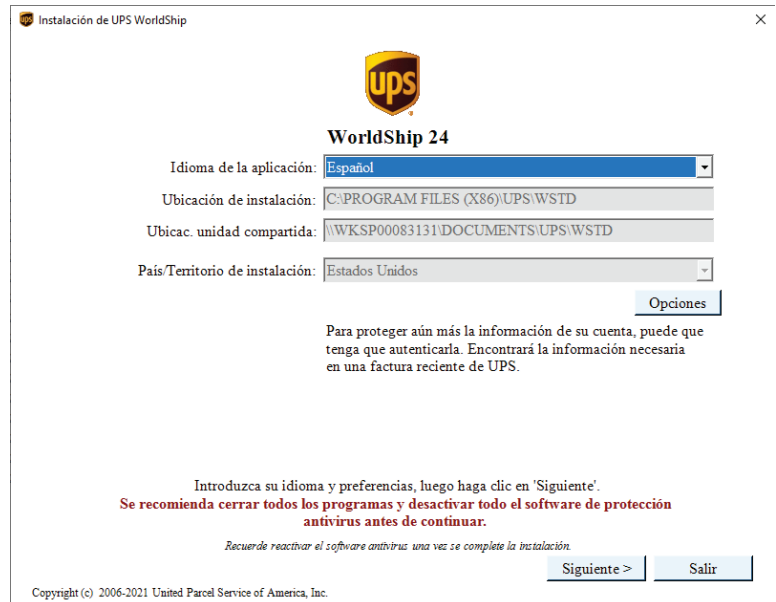 Instalación de UPS WorldShip
ups
WorldShip 24
Idioma de la aplicación: Español
Ubicación de instalación: C:\PROGRAM FILES (X86)\UPS\WSTD
Ubicac. unidad compartida: \\WKSP00083131\DOCUMENTS\UPS\WSTD
País/Territorio de instalación: Estados Unidos
Opciones
Para proteger aún más la información de su cuenta, puede que
tenga que autenticarla. Encontrará la información necesaria
en una factura reciente de UPS.
Introduzca su idioma y preferencias, luego haga clic en 'Siguiente'.
Se recomienda cerrar todos los programas y desactivar todo el software de protección
antivirus antes de continuar.
Recuerde reactivar el software antivirus una vez se complete la instalación.
Siguiente > Salir
Copyright (c) 2006-2021 United Parcel Service of America, Inc.